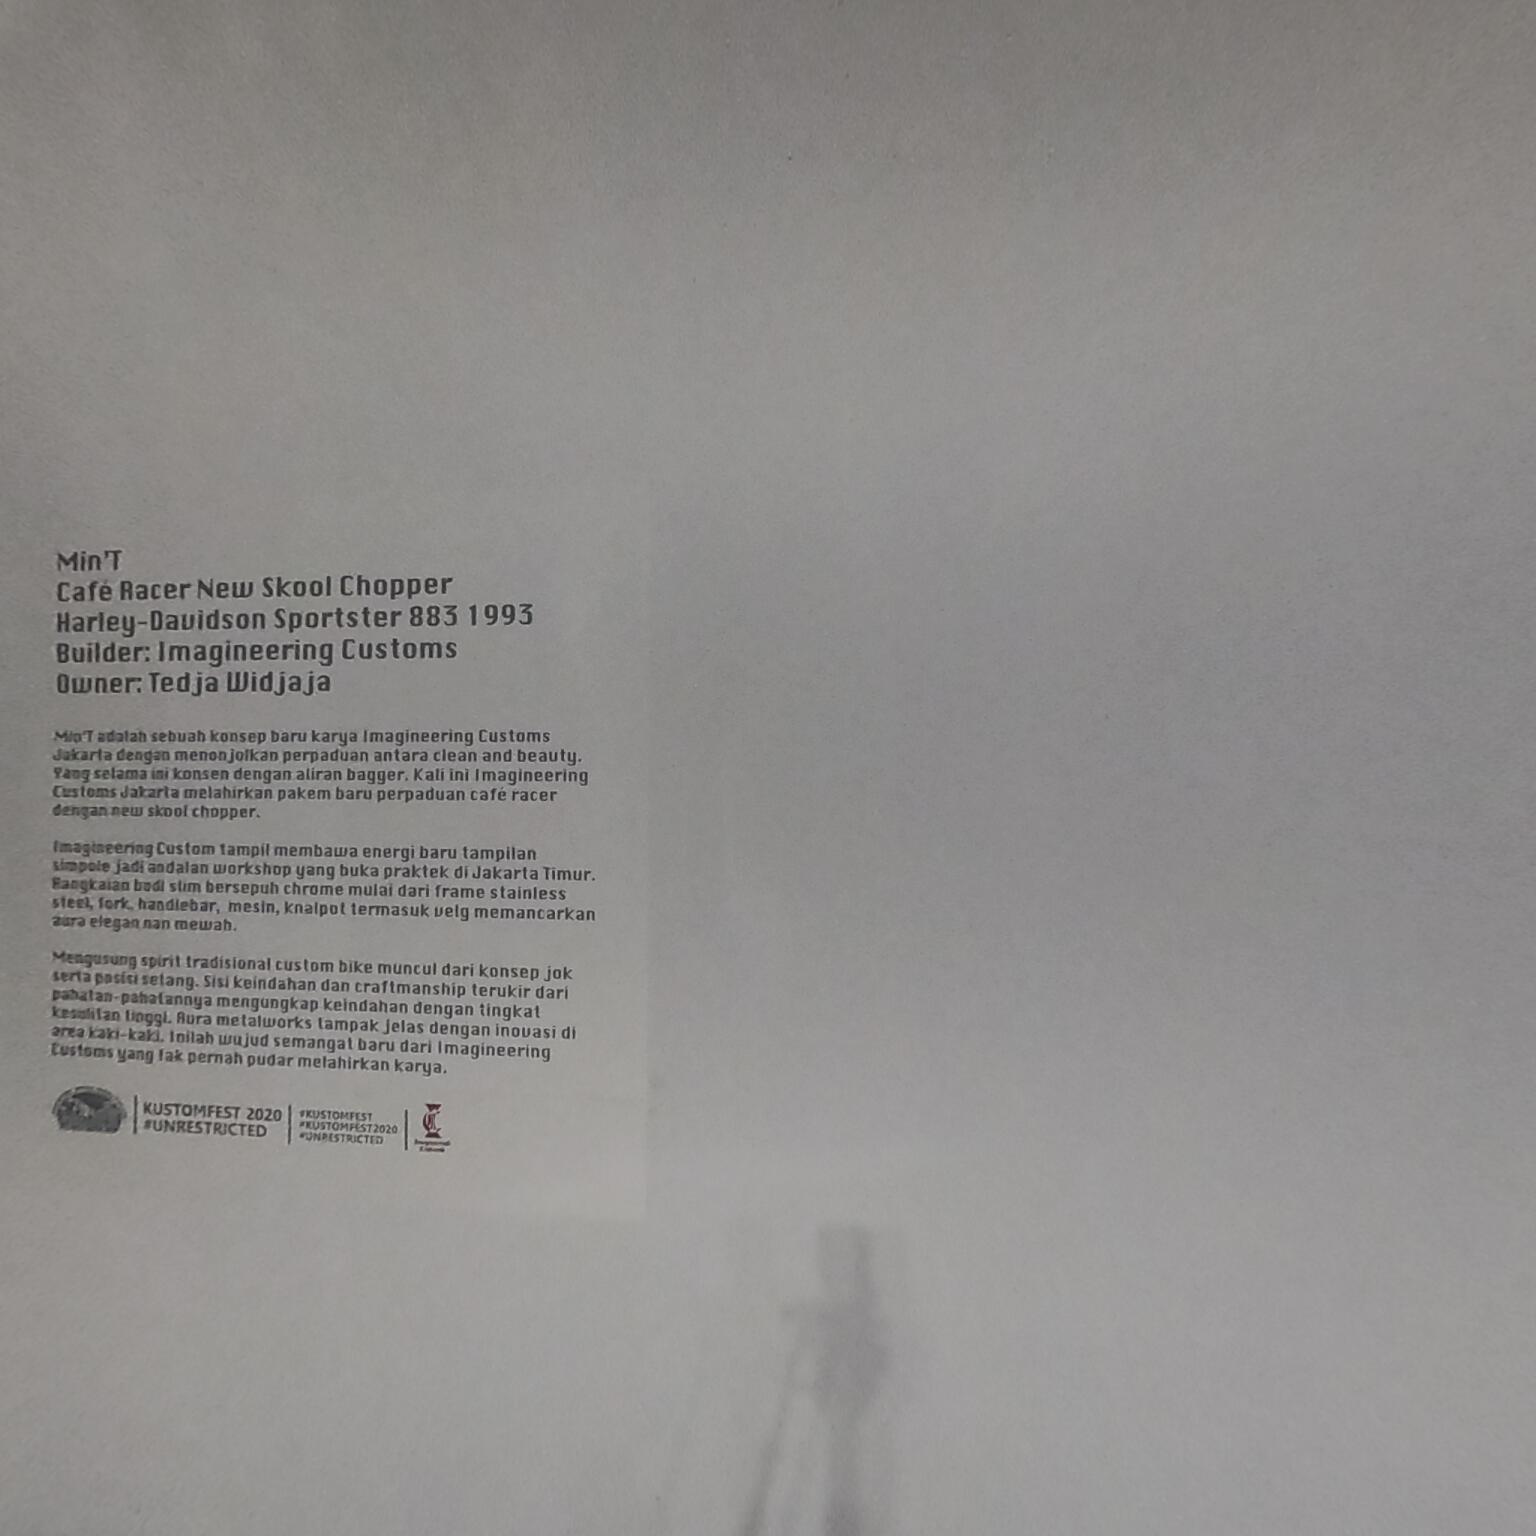 Min'T
Café Racer New Skool Chopper
Harley-Davidson Sportster 883 1993
Builder: Imagineering Customs
Owner: Tedja Widjaja
Min'T adalah sebuah konsep baru karya Imagineering Customs
Jakarta dengan menonjolkan perpaduan antara clean and beauty.
Yang selama ini konsen dengan aliran bagger. Kali ini Imagineering
Customs Jakarta melahirkan pakem baru perpaduan café racer
dengan new skool chopper.
Imagineering Custom tampil membawa energi baru tampilan
simpole jadi andalan workshop yang buka praktek di Jakarta Timur.
Rangkaian bodi slim bersepuh chrome mulai dari frame stainless
steel, fork, handlebar, mesin, knalpot termasuk velg memancarkan
aura elegan nan mewah.
Mengusung spirit tradisional custom bike muncul dari konsep jok
serta posisi setang. Sisi keindahan dan craftmanship terukir dari
pahatan-pahatannya mengungkap keindahan dengan tingkat
kesulitan tinggi. Aura metalworks tampak jelas dengan inovasi di
area kaki-kaki. Inilah wujud semangat baru dari Imagineering
Customs yang tak pernah pudar melahirkan karya.
KUSTOMFEST 2020
#UNRESTRICTED
#KUSTOMFEST
#KUSTOMFEST2020
#UNRESTRICTED